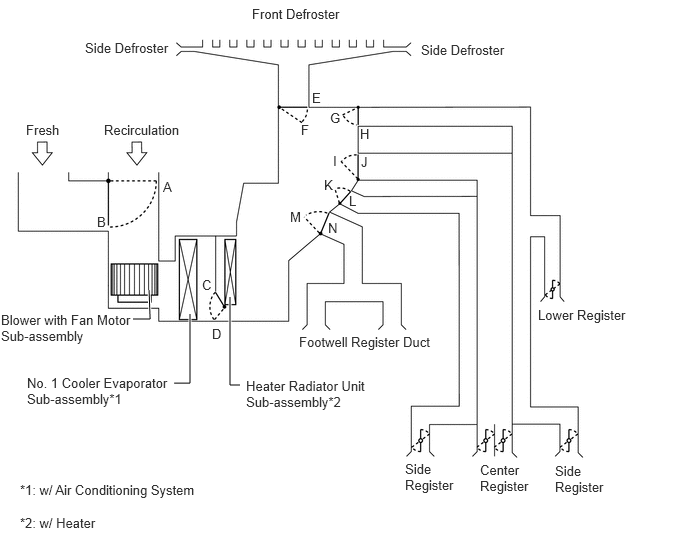 Front Defroster
Side Defroster
Side Defroster
E
F
G
H
Fresh
Recirculation
I
J
A
K
L
B
M
N
C
D
Blower with Fan Motor
Sub-assembly
Lower Register
Footwell Register Duct
No. 1 Cooler Evaporator
Sub-assembly*1
Heater Radiator Unit
Sub-assembly*2
Side
Register
Center
Register
Side
Register
*1: w/ Air Conditioning System
*2: w/ Heater